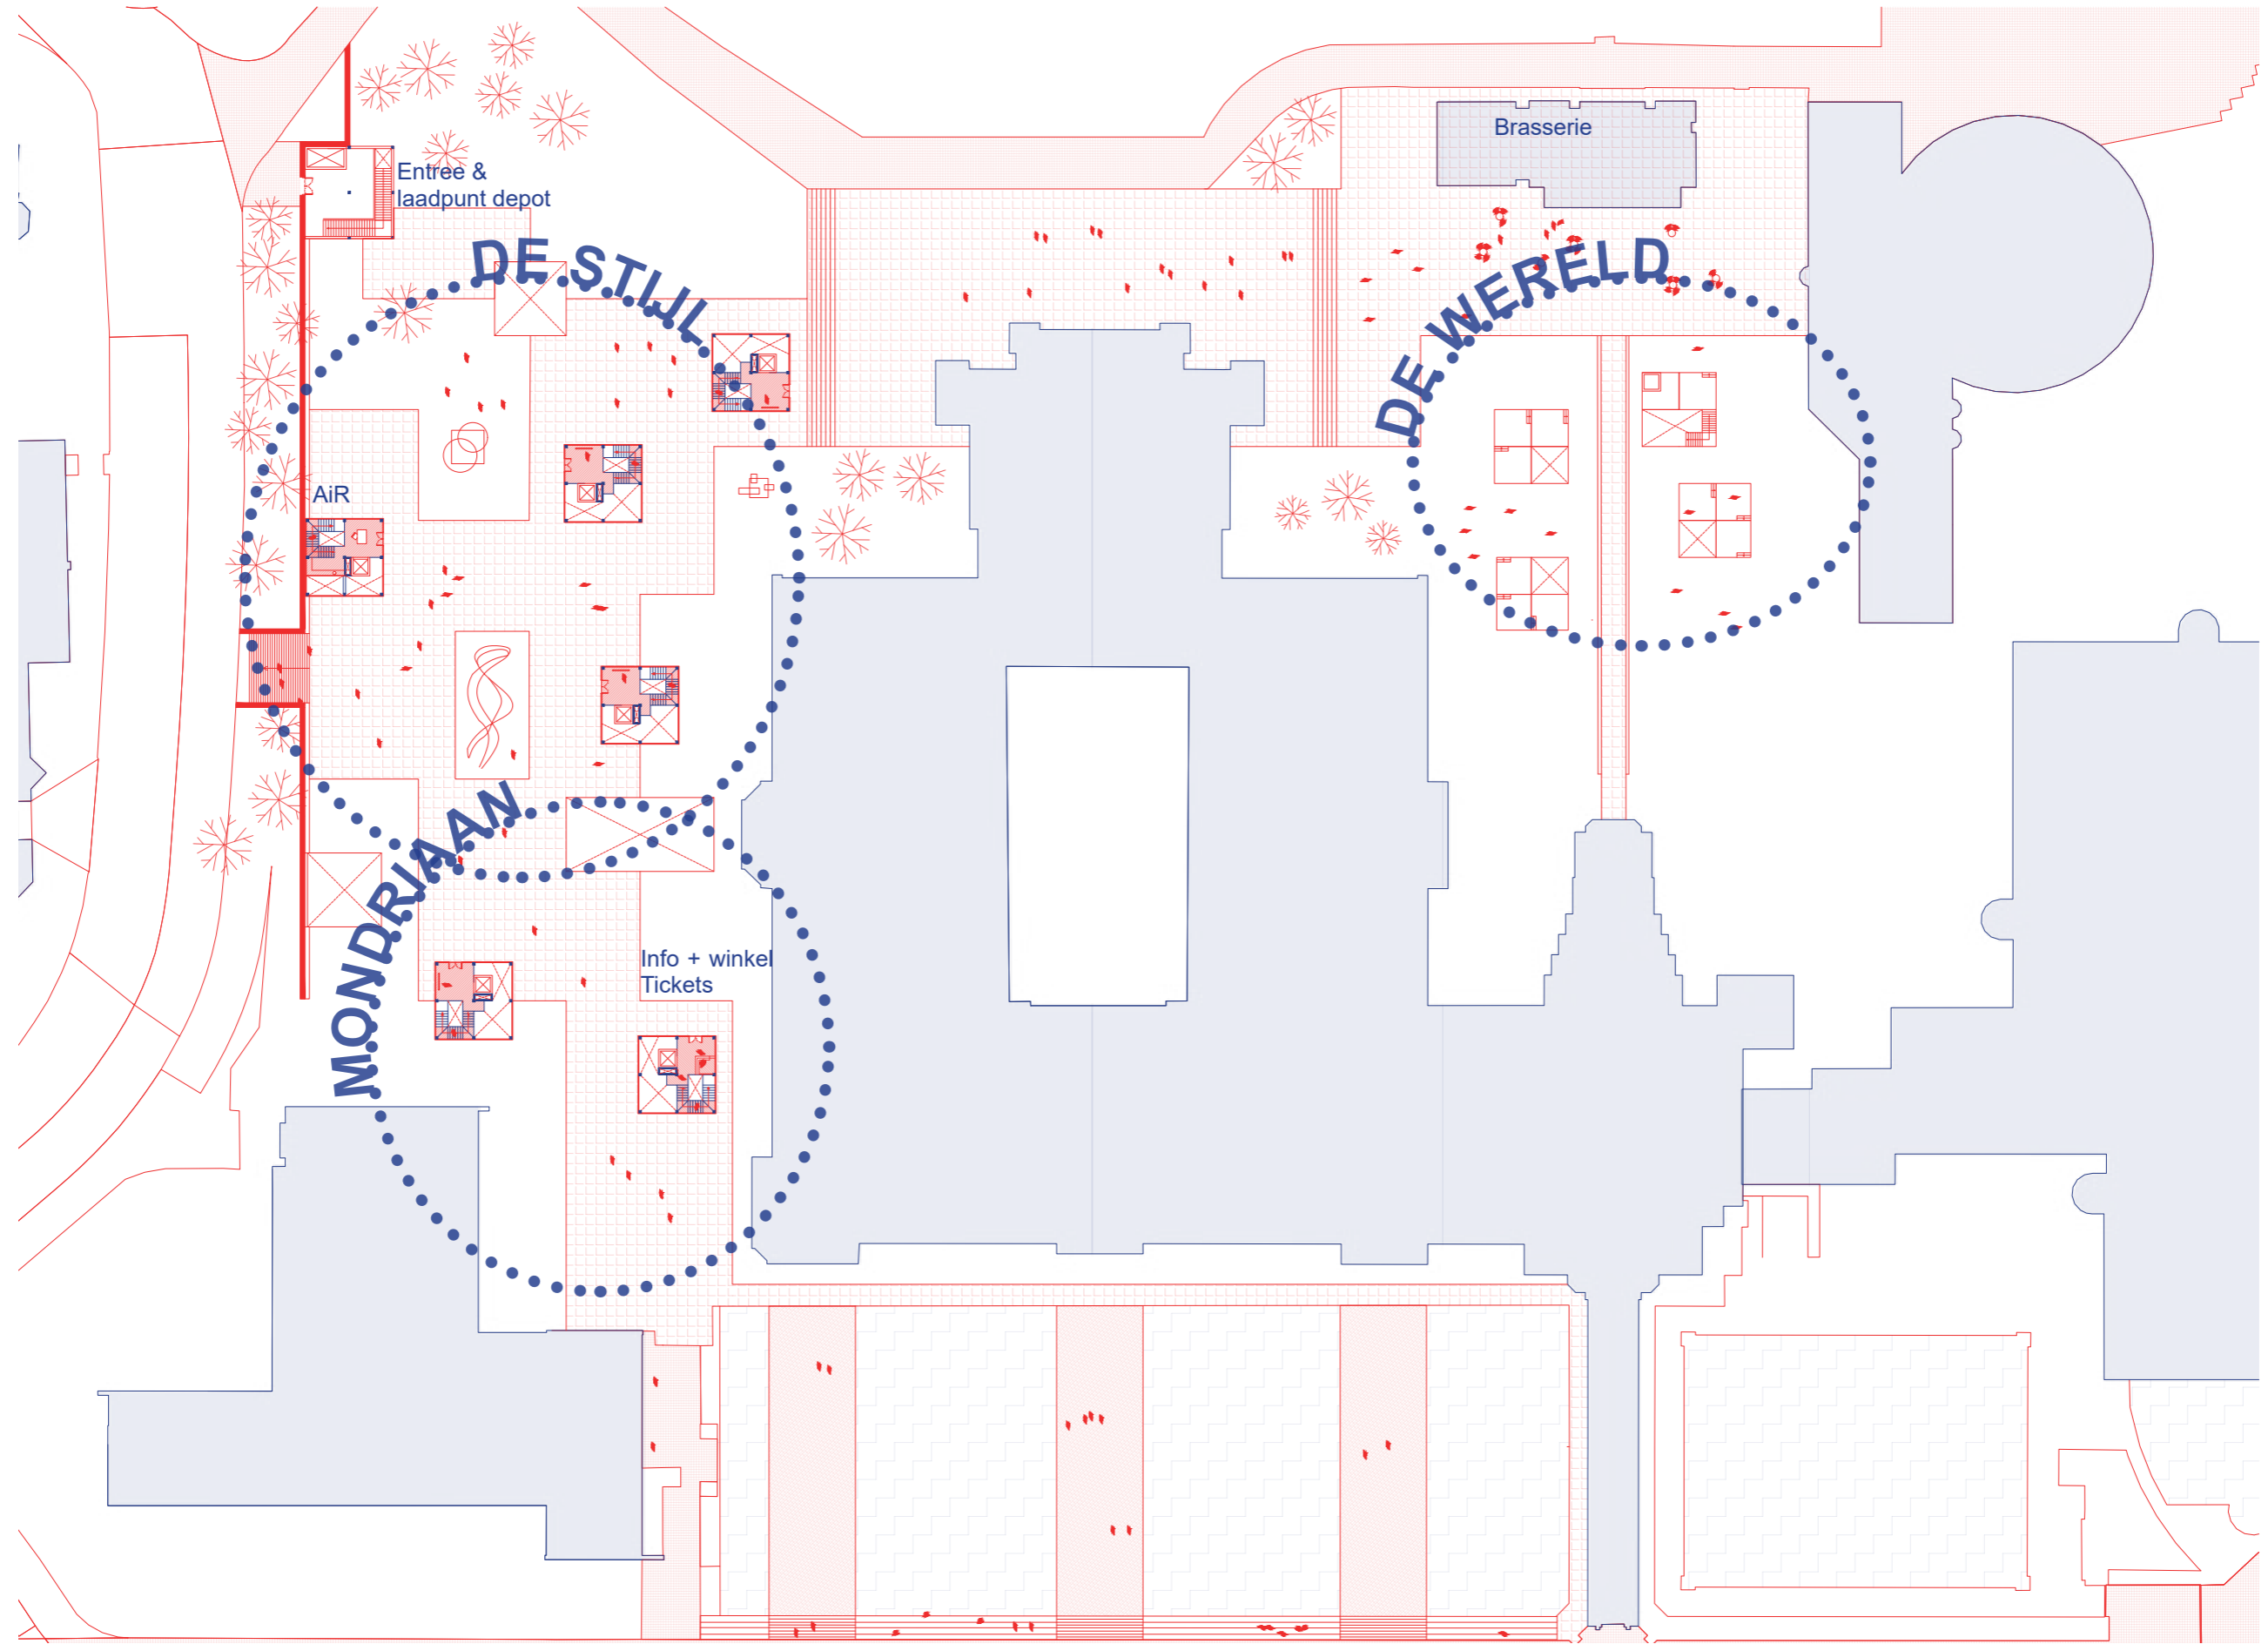 Brasserie
Entree &
laadpunt depot
DE STIJL
DE WERELD
AiR
MONDRIAAN
Info + winkel
Tickets